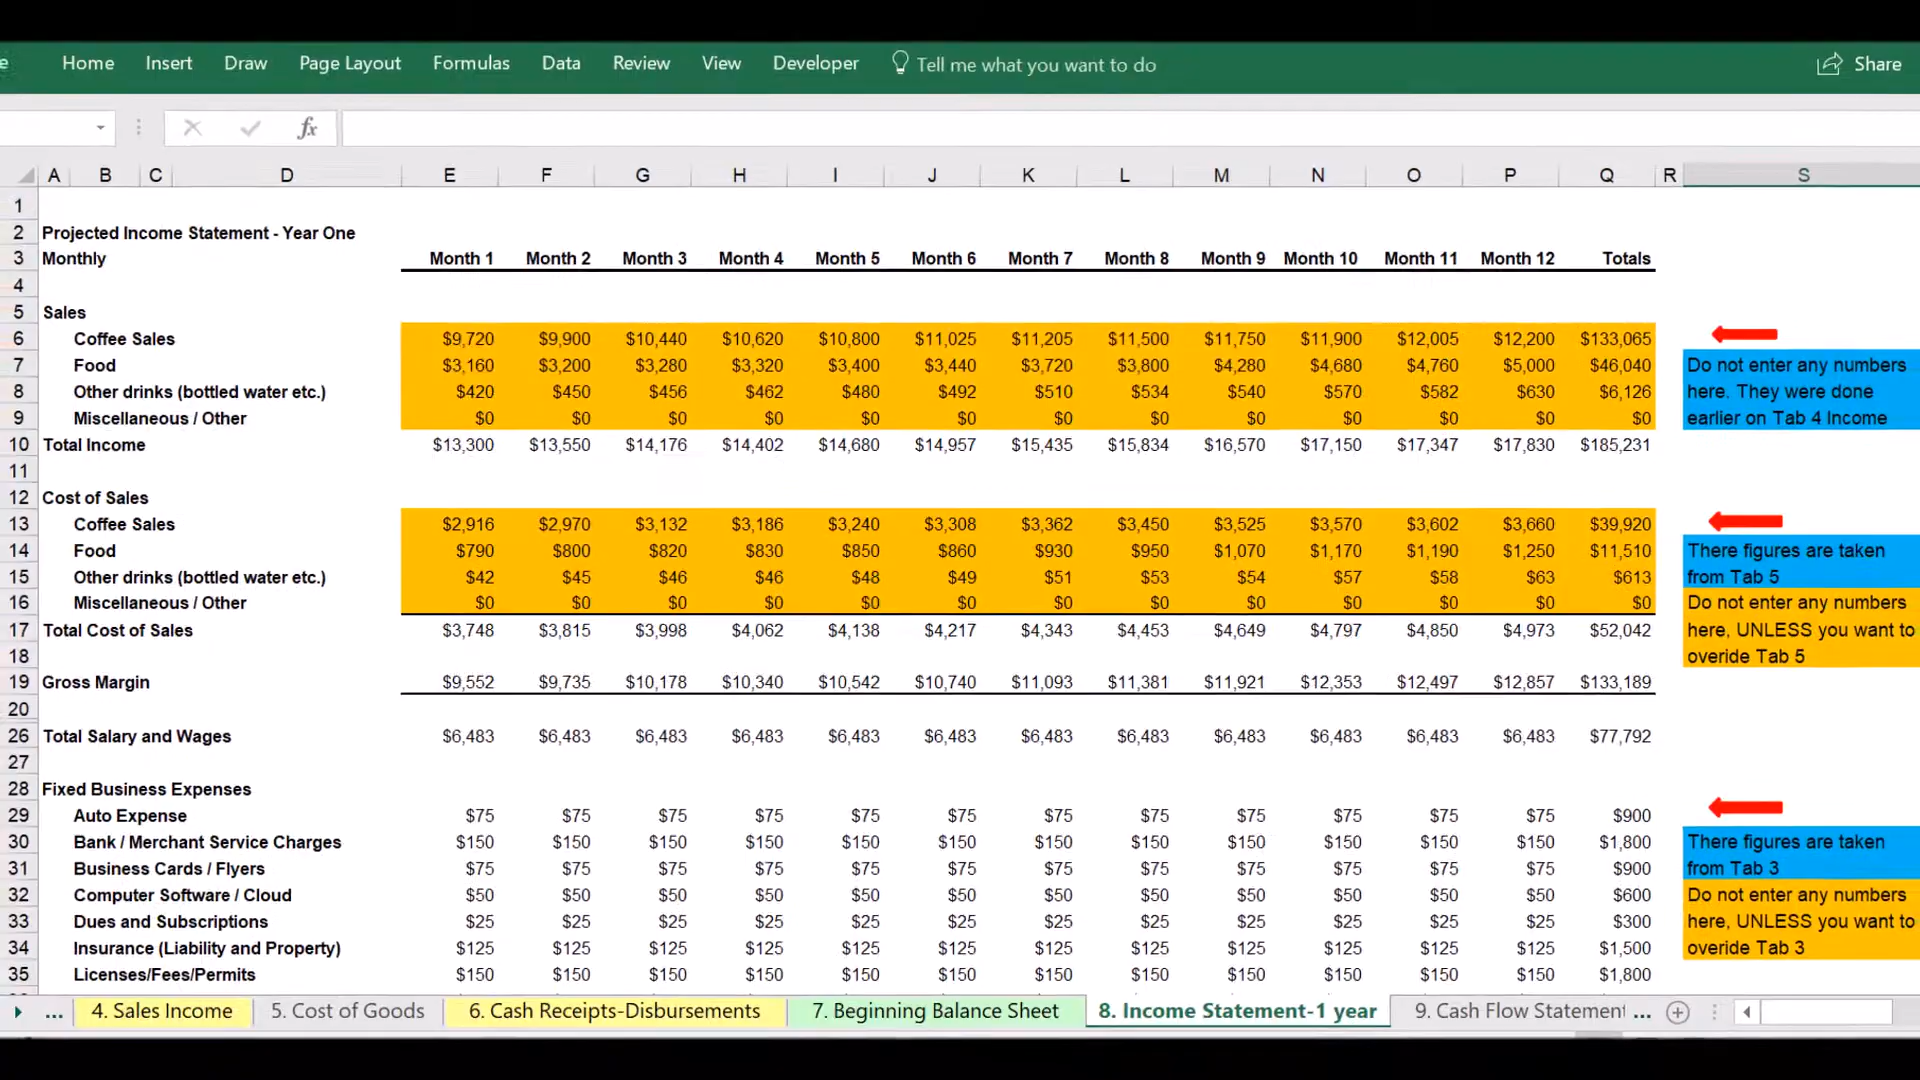 e Home Insert Draw Page Layout Formulas Data Review View Developer Tell me what you want to do Share
fx
A B C D E F G H I J K L M N O P Q R S
1
2 Projected Income Statement - Year One
3 Monthly Month 1 Month 2 Month 3 Month 4 Month 5 Month 6 Month 7 Month 8 Month 9 Month 10 Month 11 Month 12 Totals
4
5 Sales
6 Coffee Sales $9,720 $9,900 $10,440 $10,620 $10,800 $11,025 $11,205 $11,500 $11,750 $11,900 $12,005 $12,200 $133,065
7 Food $3,160 $3,200 $3,280 $3,320 $3,400 $3,440 $3,720 $3,800 $4,280 $4,680 $4,760 $5,000 $46,040 Do not enter any numbers
8 Other drinks (bottled water etc.) $420 $450 $456 $462 $480 $492 $510 $534 $540 $570 $582 $630 $6,126 here. They were done
9 Miscellaneous / Other $0 $0 $0 $0 $0 $0 $0 $0 $0 $0 $0 $0 $0 earlier on Tab 4 Income
10 Total Income $13,300 $13,550 $14,176 $14,402 $14,680 $14,957 $15,435 $15,834 $16,570 $17,150 $17,347 $17,830 $185,231
11
12 Cost of Sales
13 Coffee Sales $2,916 $2,970 $3,132 $3,186 $3,240 $3,308 $3,362 $3,450 $3,525 $3,570 $3,602 $3,660 $39,920
14 Food $790 $800 $820 $830 $850 $860 $930 $950 $1,070 $1,170 $1,190 $1,250 $11,510 There figures are taken
15 Other drinks (bottled water etc.) $42 $45 $46 $46 $48 $49 $51 $53 $54 $57 $58 $63 $613 from Tab 5
16 Miscellaneous / Other $0 $0 $0 $0 $0 $0 $0 $0 $0 $0 $0 $0 $0 Do not enter any numbers
17 Total Cost of Sales $3,748 $3,815 $3,998 $4,062 $4,138 $4,217 $4,343 $4,453 $4,649 $4,797 $4,850 $4,973 $52,042 here, UNLESS you want to
18 overide Tab 5
19 Gross Margin $9,552 $9,735 $10,178 $10,340 $10,542 $10,740 $11,093 $11,381 $11,921 $12,353 $12,497 $12,857 $133,189
20
26 Total Salary and Wages $6,483 $6,483 $6,483 $6,483 $6,483 $6,483 $6,483 $6,483 $6,483 $6,483 $6,483 $6,483 $77,792
27
28 Fixed Business Expenses
29 Auto Expense $75 $75 $75 $75 $75 $75 $75 $75 $75 $75 $75 $75 $900
30 Bank / Merchant Service Charges $150 $150 $150 $150 $150 $150 $150 $150 $150 $150 $150 $150 $1,800 There figures are taken
31 Business Cards / Flyers $75 $75 $75 $75 $75 $75 $75 $75 $75 $75 $75 $75 $900 from Tab 3
32 Computer Software / Cloud $50 $50 $50 $50 $50 $50 $50 $50 $50 $50 $50 $50 $600 Do not enter any numbers
33 Dues and Subscriptions $25 $25 $25 $25 $25 $25 $25 $25 $25 $25 $25 $25 $300 here, UNLESS you want to
34 Insurance (Liability and Property) $125 $125 $125 $125 $125 $125 $125 $125 $125 $125 $125 $125 $1,500 overide Tab 3
35 Licenses/Fees/Permits $150 $150 $150 $150 $150 $150 $150 $150 $150 $150 $150 $150 $1,800
... 4. Sales Income 5. Cost of Goods 6. Cash Receipts-Disbursements 7. Beginning Balance Sheet 8. Income Statement-1 year 9. Cash Flow Statement ...